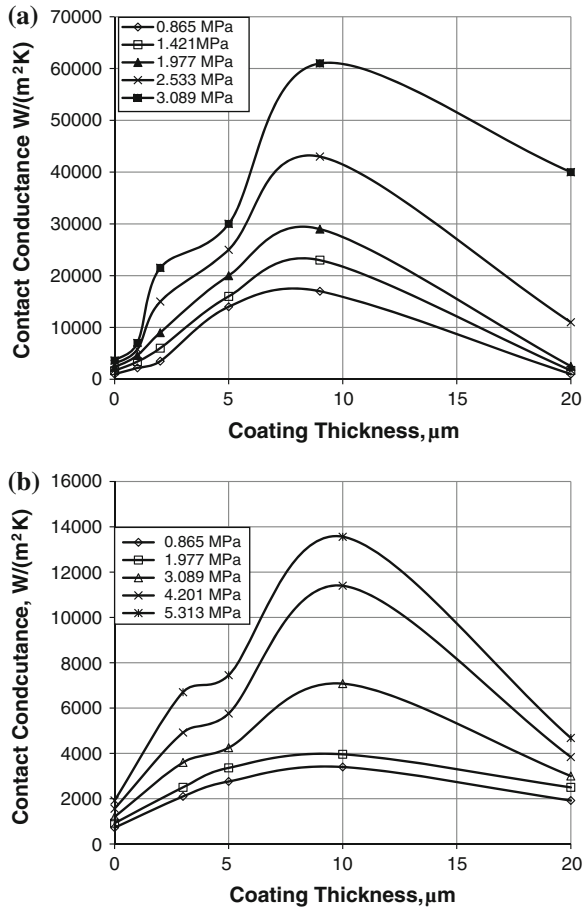 (a)
0.865 MPa
1.421MPa
1.977 MPa
2.533 MPa
3.089 MPa
Contact Conductance W/(m²K)
70000
60000
50000
40000
30000
20000
10000
0
0 5 10 15 20
Coating Thickness, µm
(b)
0.865 MPa
1.977 MPa
3.089 MPa
4.201 MPa
5.313 MPa
Contact Condcutance, W/(m²K)
16000
14000
12000
10000
8000
6000
4000
2000
0
0 5 10 15 20
Coating Thickness, µm